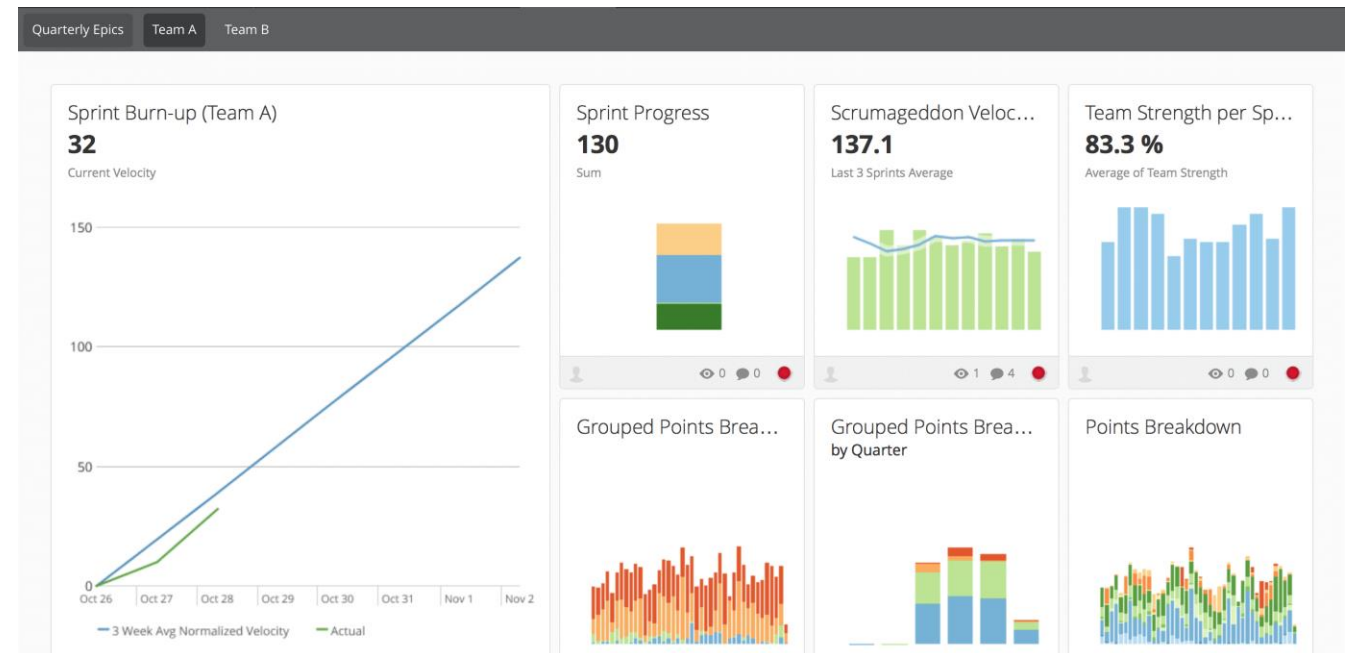 Quarterly Epics Team A Team B
Sprint Burn-up (Team A)
32
Current Velocity
150
100
50
0
Oct 26 Oct 27 Oct 28 Oct 29 Oct 30 Oct 31 Nov 1 Nov 2
3 Week Avg Normalized Velocity Actual
Sprint Progress
130
Sum
0 0
Scrumageddon Veloc...
137.1
Last 3 Sprints Average
1 4
Team Strength per Sp...
83.3 %
Average of Team Strength
0 0
Grouped Points Brea...
Grouped Points Brea...
by Quarter
Points Breakdown